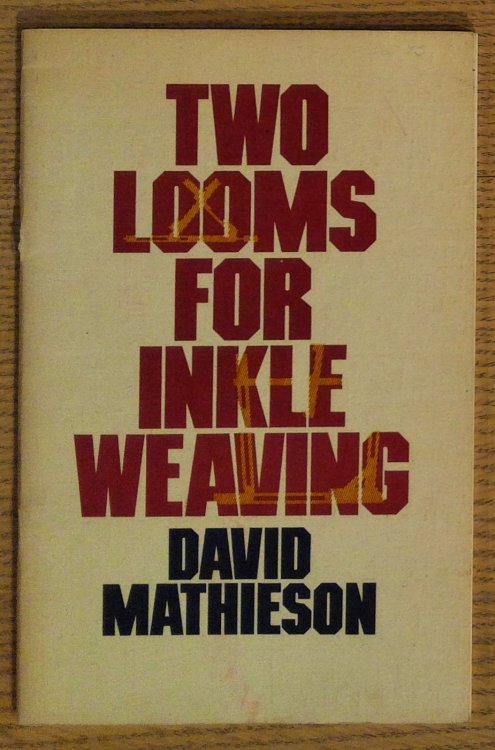 TWO
LOOMS
FOR
INKLE
WEAVING
DAVID
MATHIESON